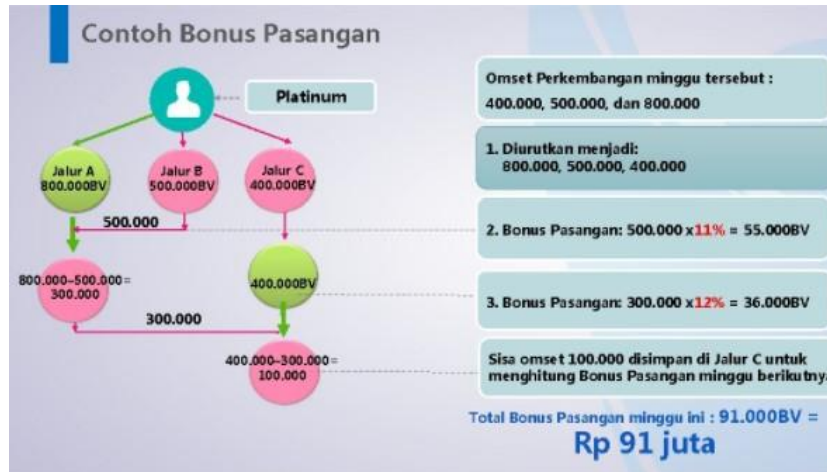 Contoh Bonus Pasangan
Platinum
Jalur A
800.000BV
Jalur B
500.000BV
Jalur C
400.000BV
500.000
800.000–500.000=
300.000
400.000BV
300.000
400.000–300.000=
100.000
Omset Perkembangan minggu tersebut :
400.000, 500.000, dan 800.000
1. Diurutkan menjadi:
800.000, 500.000, 400.000
2. Bonus Pasangan: 500.000 x11% = 55.000BV
3. Bonus Pasangan: 300.000 x12% = 36.000BV
Sisa omset 100.000 disimpan di Jalur C untuk
menghitung Bonus Pasangan minggu berikutny
Total Bonus Pasangan minggu ini : 91.000BV =
Rp 91 juta